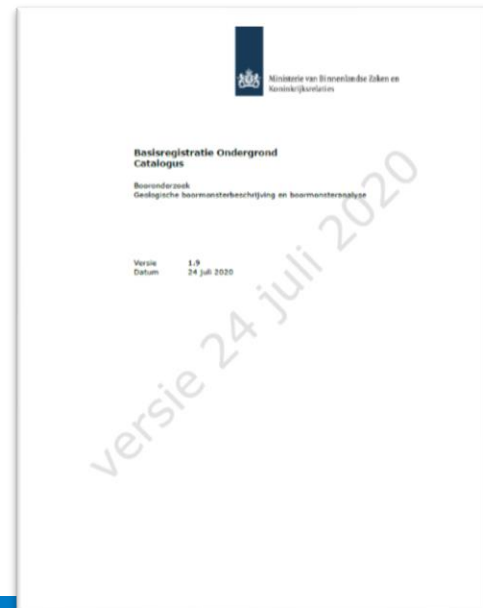 Ministerie van Binnenlandse Zaken en
Koninkrijksrelaties
Basisregistratie Ondergrond
Catalogus
Booronderzoek
Geologische boormonsterbeschrijving en boormonsteranalyse
Versie 1.9
Datum 24 juli 2020
versie 24 juli 2020